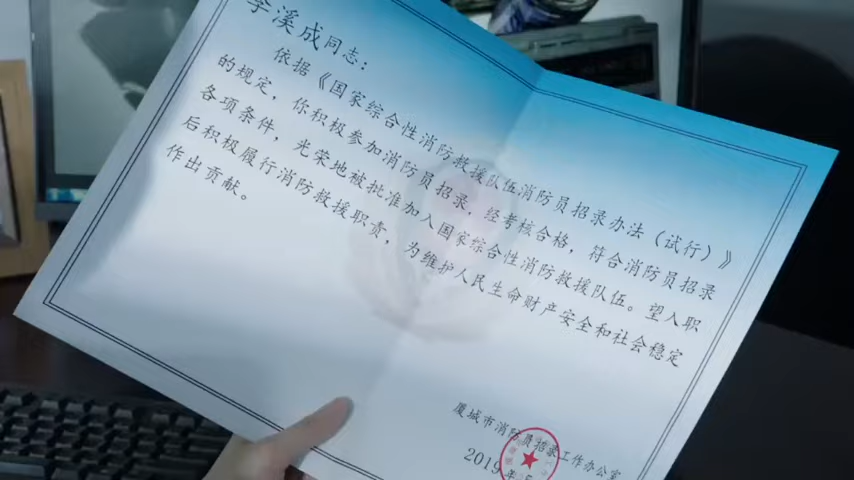 李溪成同志：
依据《国家综合性消防救援队伍消防员招录办法（试行）》
的规定，你积极参加消防员招录，经考核合格，符合消防员招录
各项条件，光荣地被批准加入国家综合性消防救援队伍。望入职
后积极履行消防救援职责，为维护人民生命财产安全和社会稳定
作出贡献。
厦城市消防员招录工作办公室
2019年5